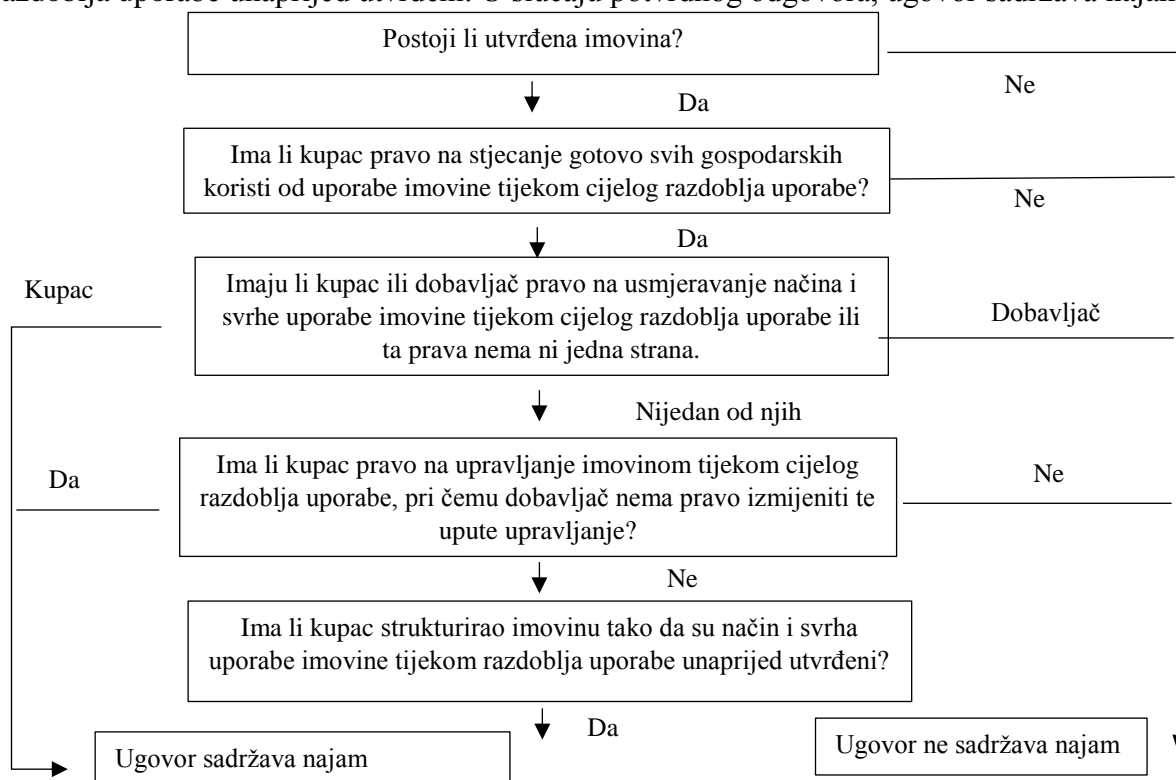 razdoblja uporabe unaprijed utvrđeni. U slučaju potvrdnog odgovora, ugovor sadržava najam
Postoji li utvrđena imovina?
Ne
Da
Ima li kupac pravo na stjecanje gotovo svih gospodarskih
koristi od uporabe imovine tijekom cijelog razdoblja uporabe?
Ne
Da
Kupac
Imaju li kupac ili dobavljač pravo na usmjeravanje načina i
svrhe uporabe imovine tijekom cijelog razdoblja uporabe ili
ta prava nema ni jedna strana.
Dobavljač
Nijedan od njih
Da
Ima li kupac pravo na upravljanje imovinom tijekom cijelog
razdoblja uporabe, pri čemu dobavljač nema pravo izmijeniti te
upute upravljanje?
Ne
Ne
Ima li kupac strukturirao imovinu tako da su način i svrha
uporabe imovine tijekom razdoblja uporabe unaprijed utvrđeni?
Da
Ugovor sadržava najam
Ugovor ne sadržava najam